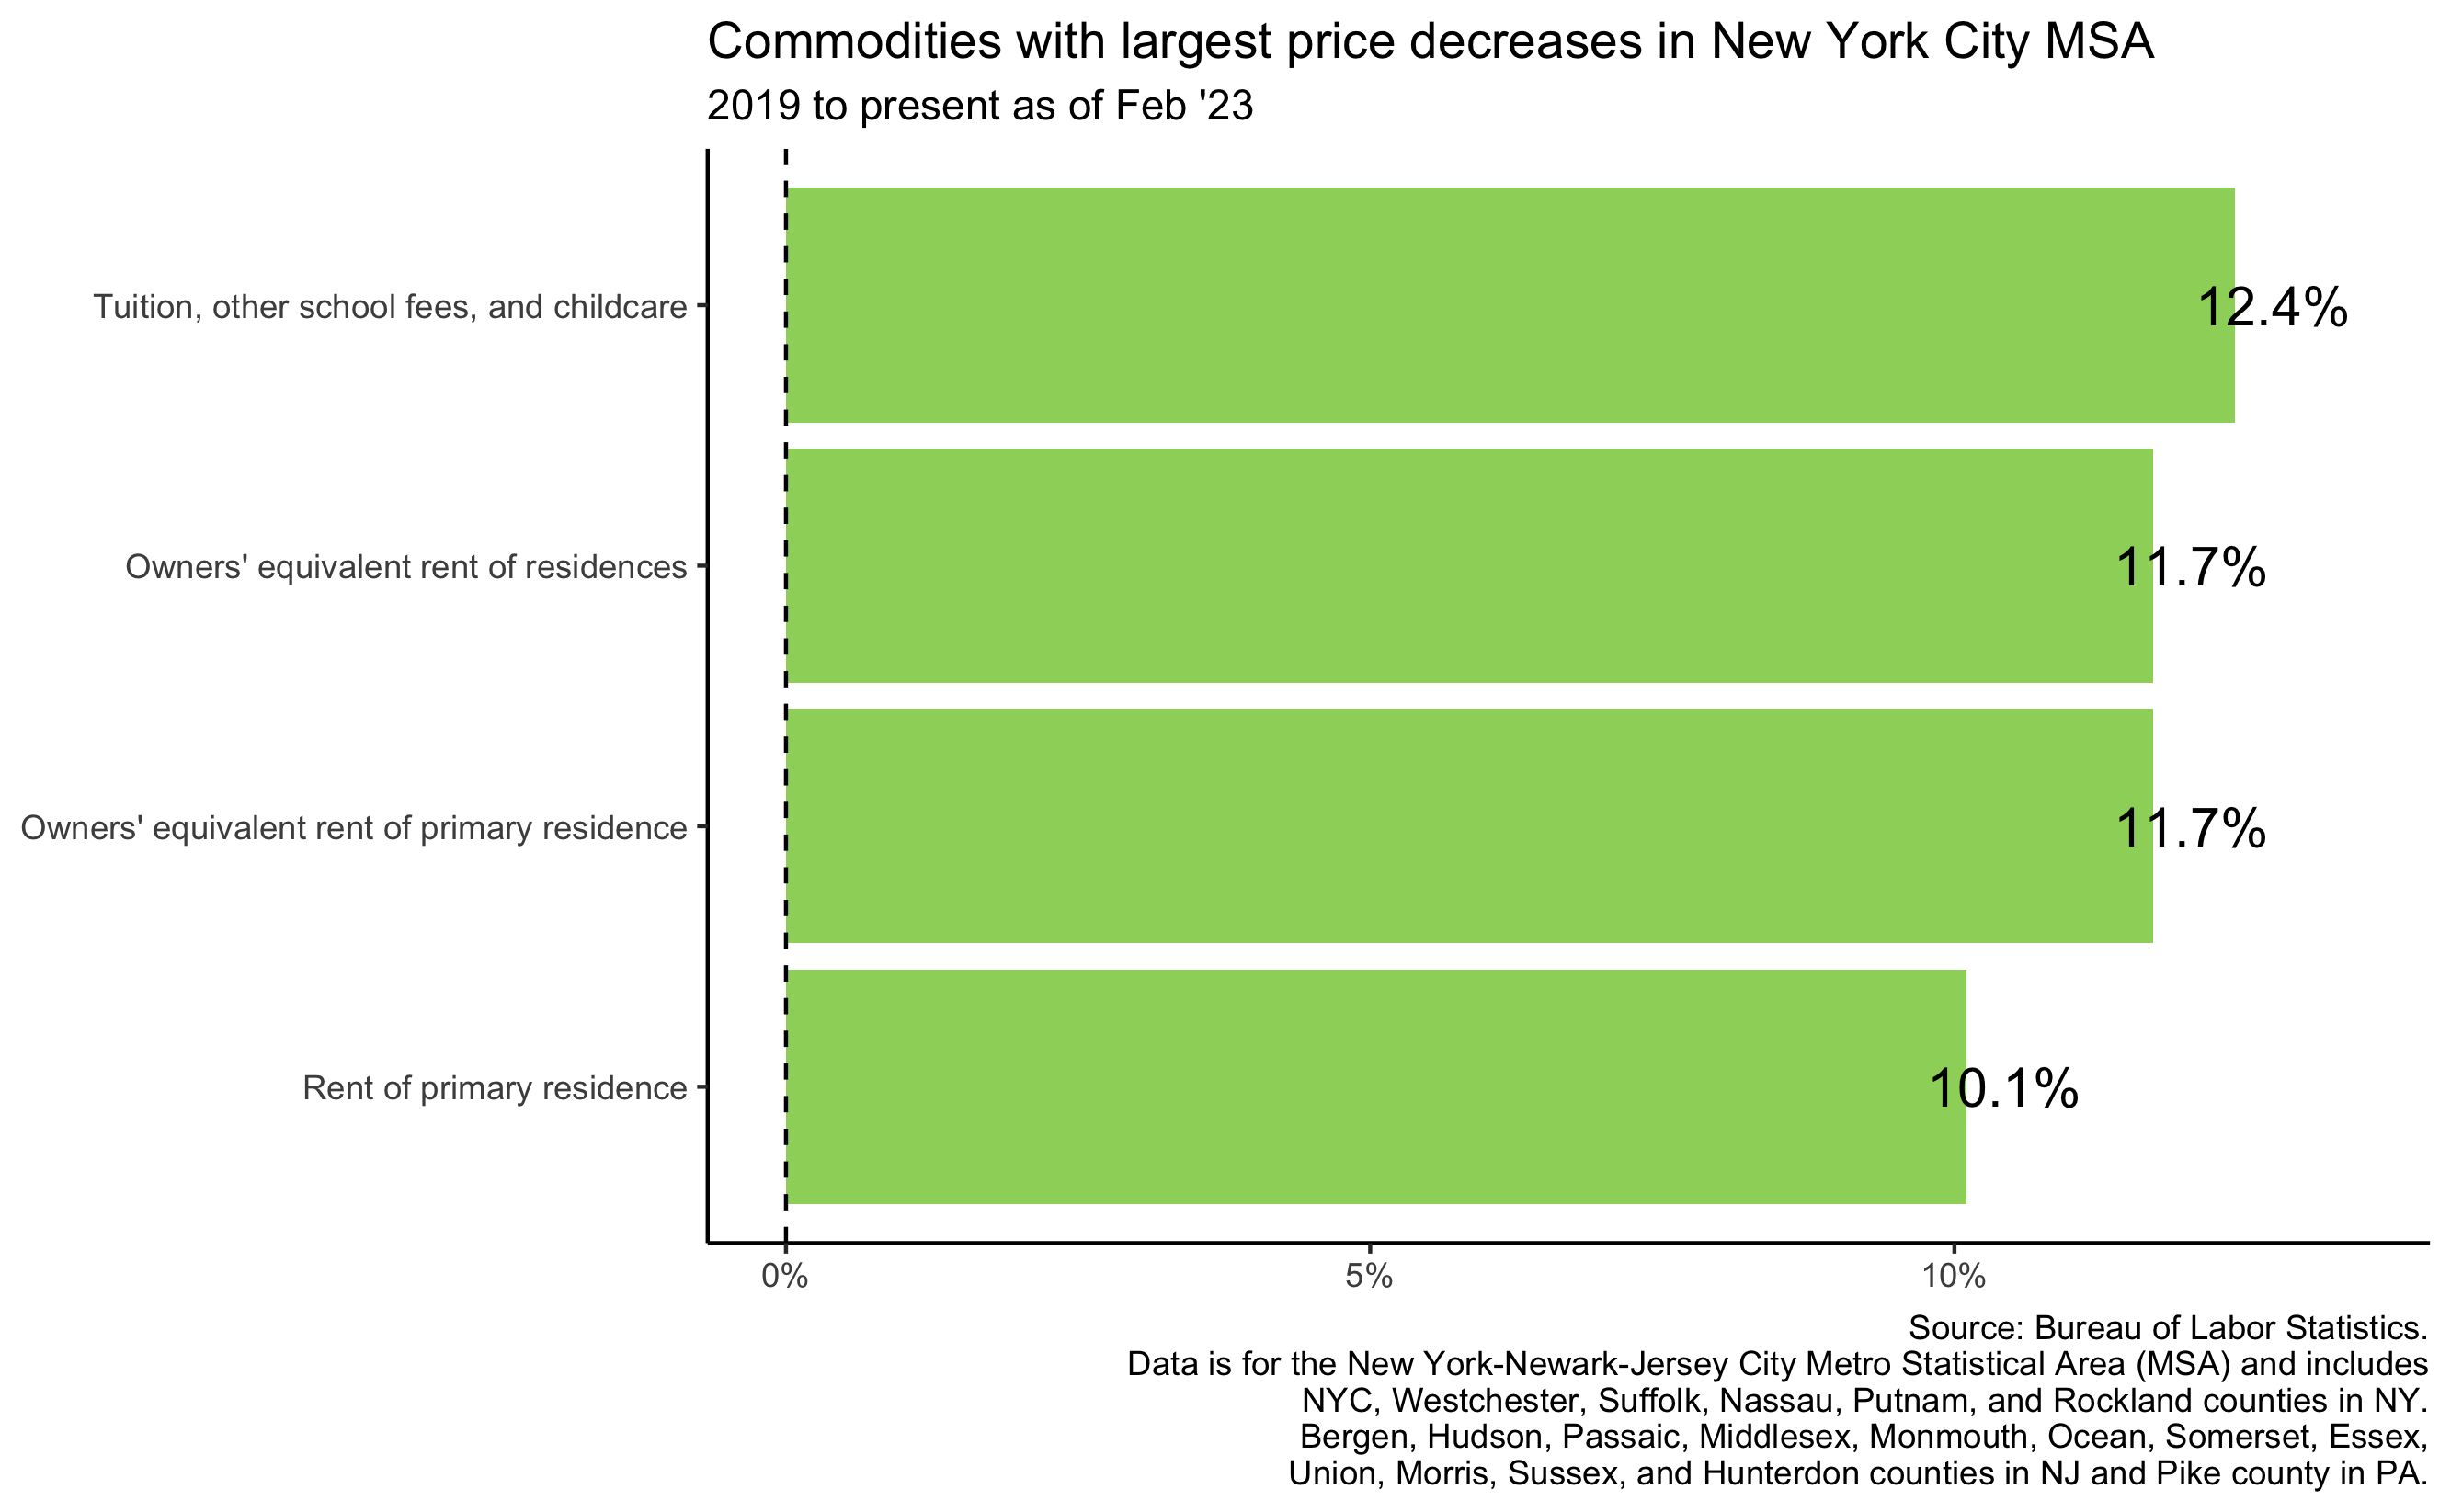 Commodities with largest price decreases in New York City MSA
2019 to present as of Feb '23
Tuition, other school fees, and childcare
12.4%
Owners' equivalent rent of residences
11.7%
Owners' equivalent rent of primary residence
11.7%
Rent of primary residence
10.1%
0% 5% 10%
Source: Bureau of Labor Statistics.
Data is for the New York-Newark-Jersey City Metro Statistical Area (MSA) and includes
NYC, Westchester, Suffolk, Nassau, Putnam, and Rockland counties in NY.
Bergen, Hudson, Passaic, Middlesex, Monmouth, Ocean, Somerset, Essex,
Union, Morris, Sussex, and Hunterdon counties in NJ and Pike county in PA.